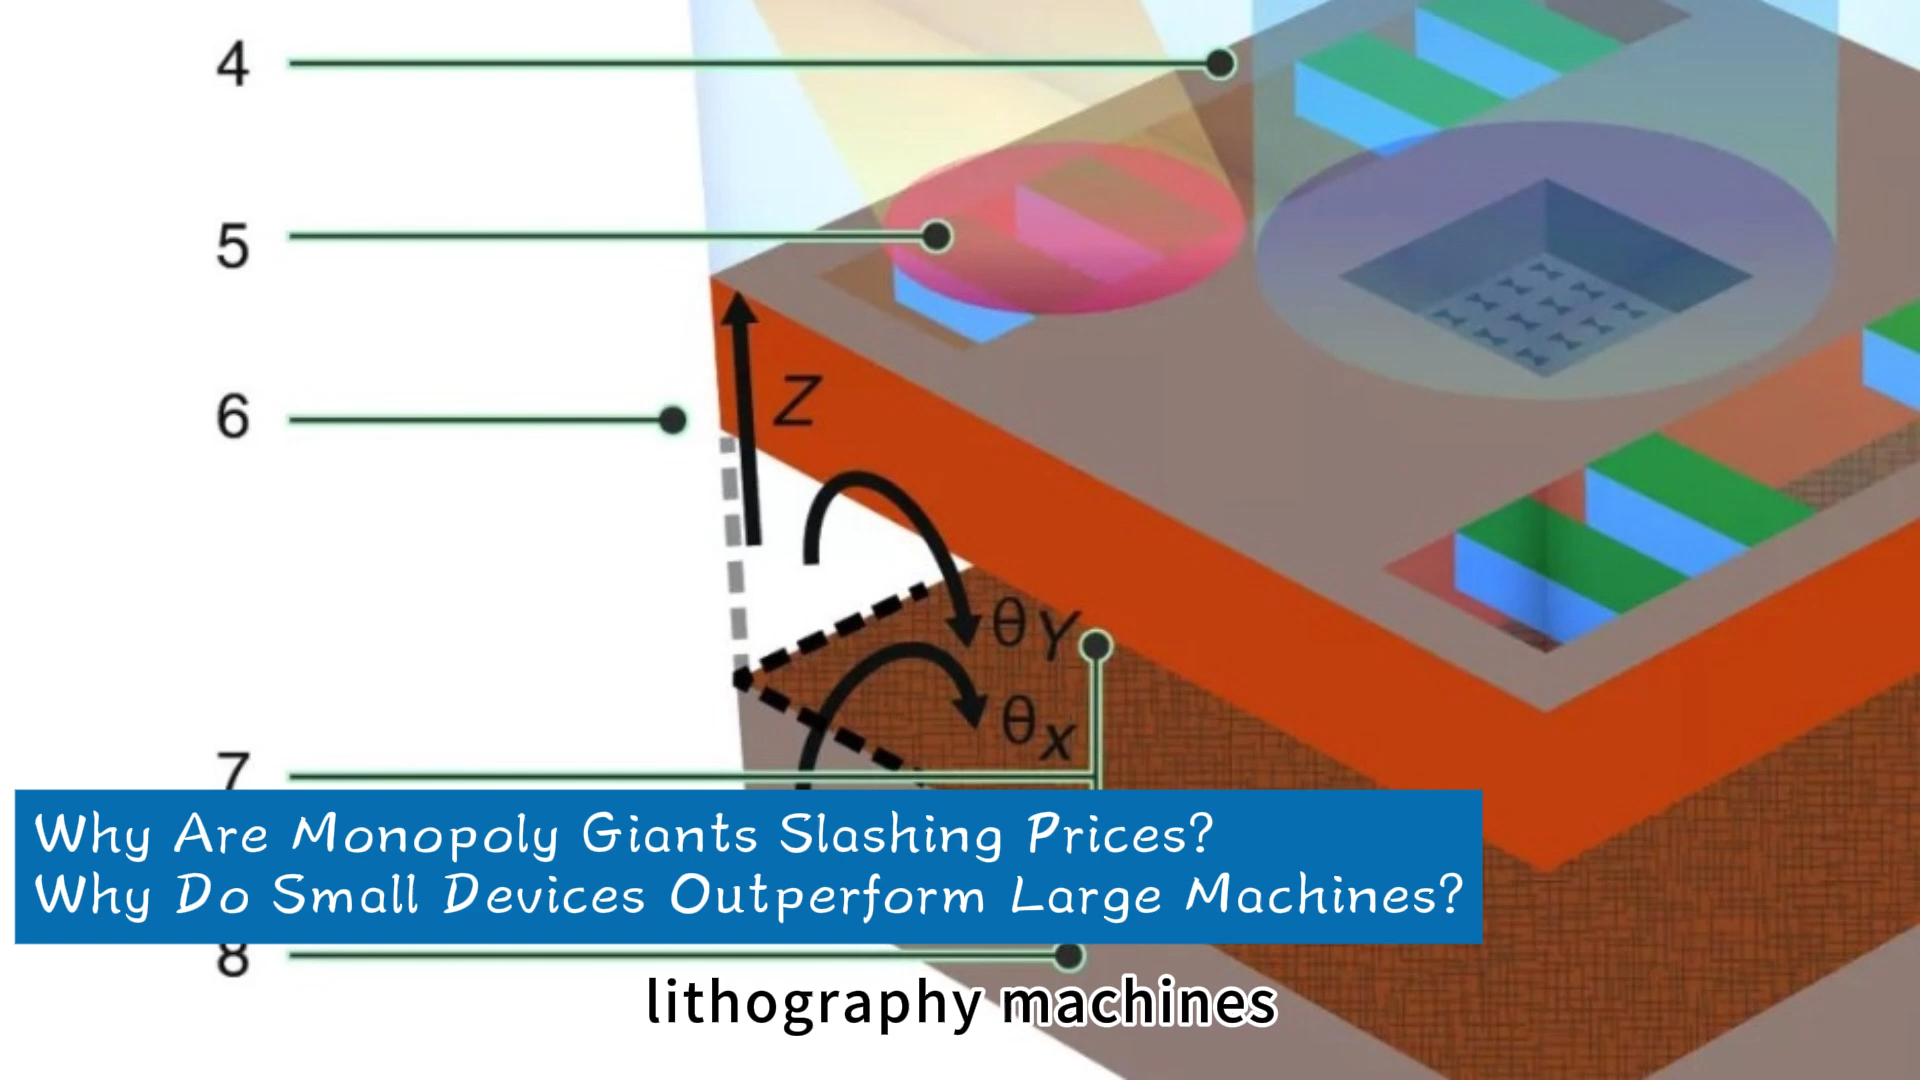 4
5
Z
6
θY
θX
7
Why Are Monopoly Giants Slashing Prices?
Why Do Small Devices Outperform Large Machines?
8
lithography machines